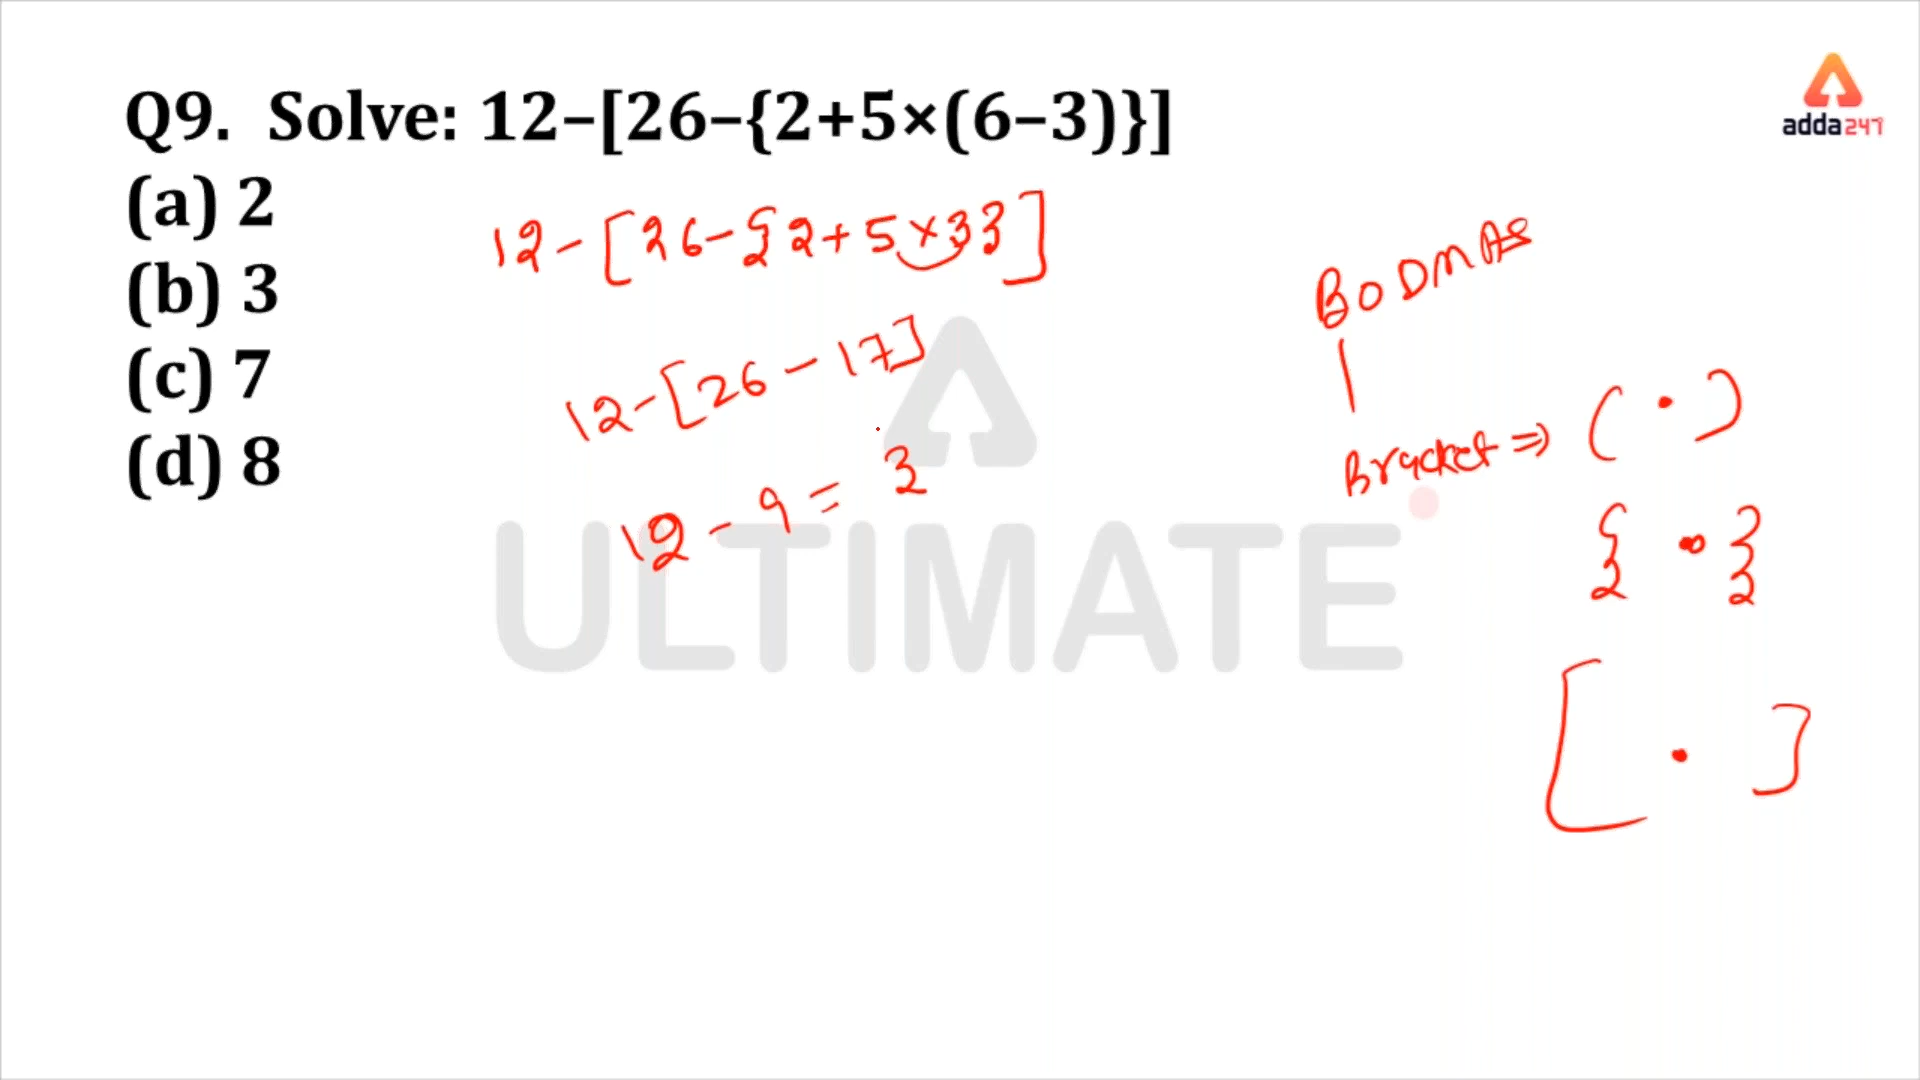 Q9. Solve: 12–[26–{2+5×(6–3)}]
(a) 2
(b) 3
(c) 7
(d) 8
adda247
12-[26-{2+5×3}]
12-[26-17]
12-9=3
BODMAS
Bracket ⇒ (·)
{·}
[·]
ULTIMATE